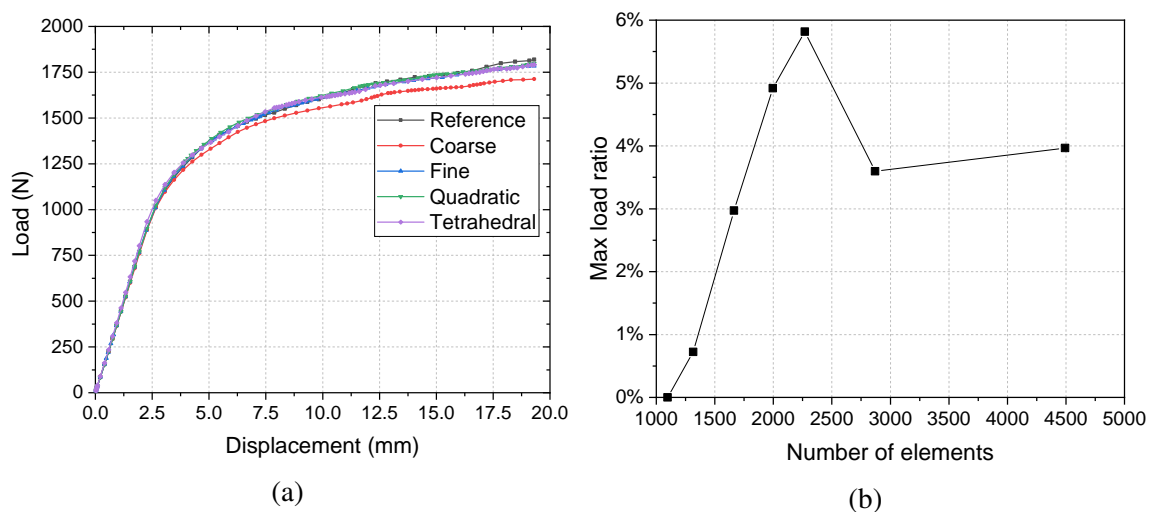 2000
1750
1500
1250
1000
750
500
250
0
Load (N)
0.0 2.5 5.0 7.5 10.0 12.5 15.0 17.5 20.0
Displacement (mm)
Reference
Coarse
Fine
Quadratic
Tetrahedral
(a)
6%
5%
4%
3%
2%
1%
0%
Max load ratio
1000 1500 2000 2500 3000 3500 4000 4500 5000
Number of elements
(b)